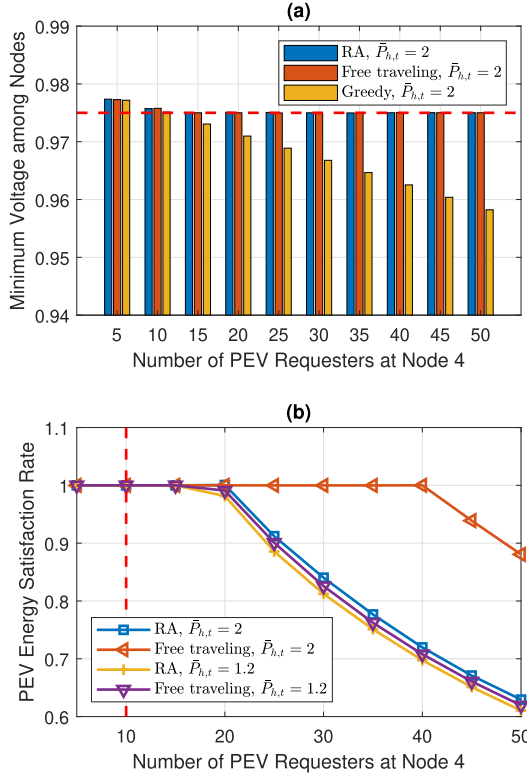 (a)
0.99
0.98
0.97
0.96
0.95
0.94
Minimum Voltage among Nodes
RA, P̄h,t = 2
Free traveling, P̄h,t = 2
Greedy, P̄h,t = 2
5 10 15 20 25 30 35 40 45 50
Number of PEV Requesters at Node 4
(b)
1.1
1
0.9
0.8
0.7
0.6
PEV Energy Satisfaction Rate
RA, P̄h,t = 2
Free traveling, P̄h,t = 2
RA, P̄h,t = 1.2
Free traveling, P̄h,t = 1.2
10 20 30 40 50
Number of PEV Requesters at Node 4